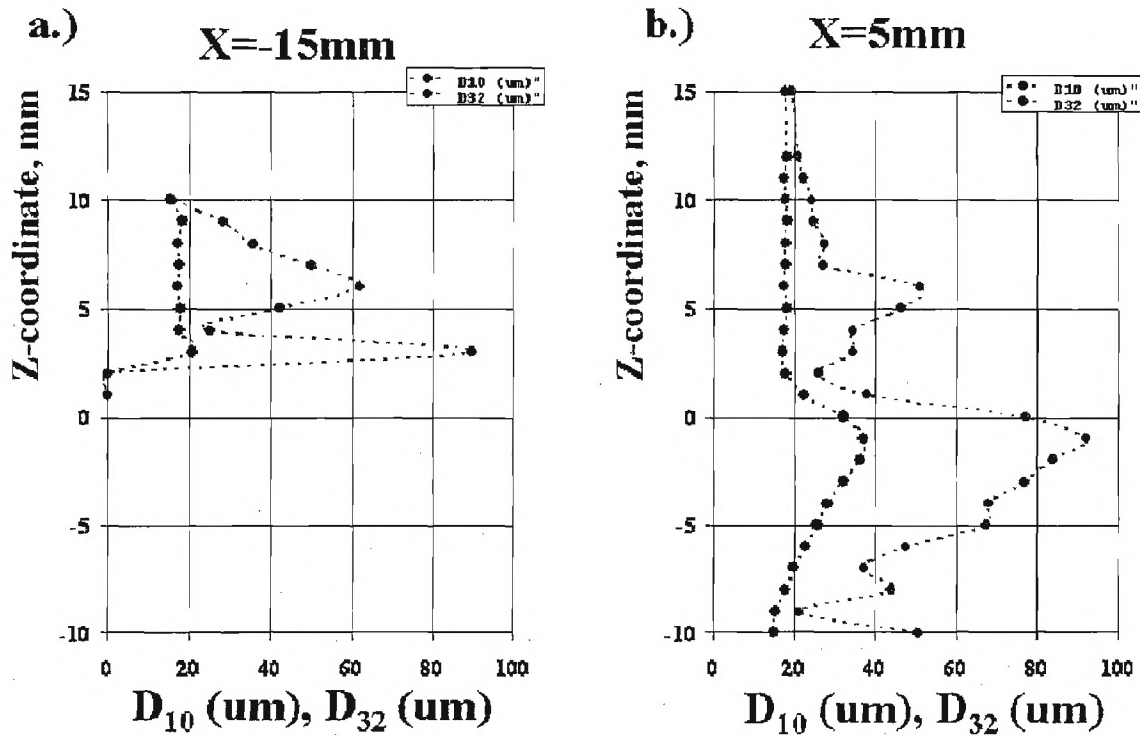 a.)
X=-15mm
D10 (um)"
D32 (um)"
Z-coordinate, mm
15
10
5
0
-5
-10
0 20 40 60 80 100
D10 (um), D32 (um)
b.)
X=5mm
D10 (um)"
D32 (um)"
Z-coordinate, mm
15
10
5
0
-5
-10
0 20 40 60 80 100
D10 (um), D32 (um)